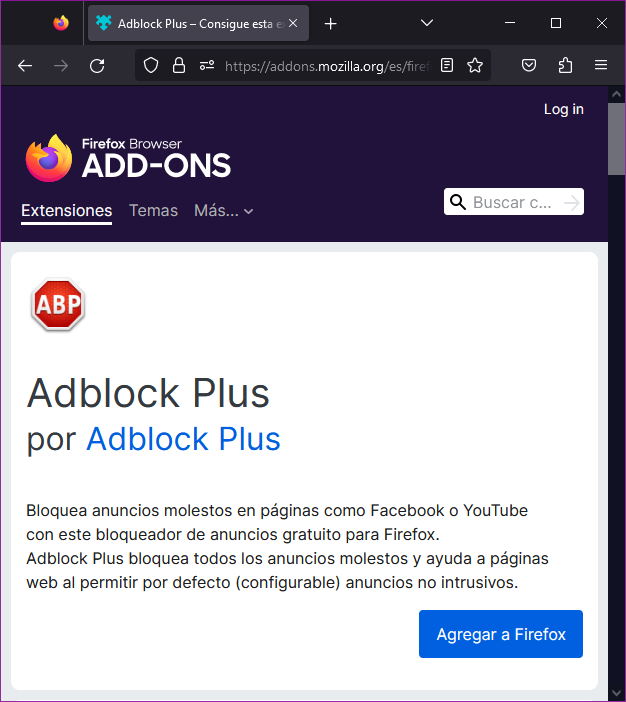 Adblock Plus – Consigue esta e
https://addons.mozilla.org/es/firef
Log in
Firefox Browser
ADD-ONS
Extensiones Temas Más... Buscar c...
ABP
Adblock Plus
por Adblock Plus
Bloquea anuncios molestos en páginas como Facebook o YouTube
con este bloqueador de anuncios gratuito para Firefox.
Adblock Plus bloquea todos los anuncios molestos y ayuda a páginas
web al permitir por defecto (configurable) anuncios no intrusivos.
Agregar a Firefox